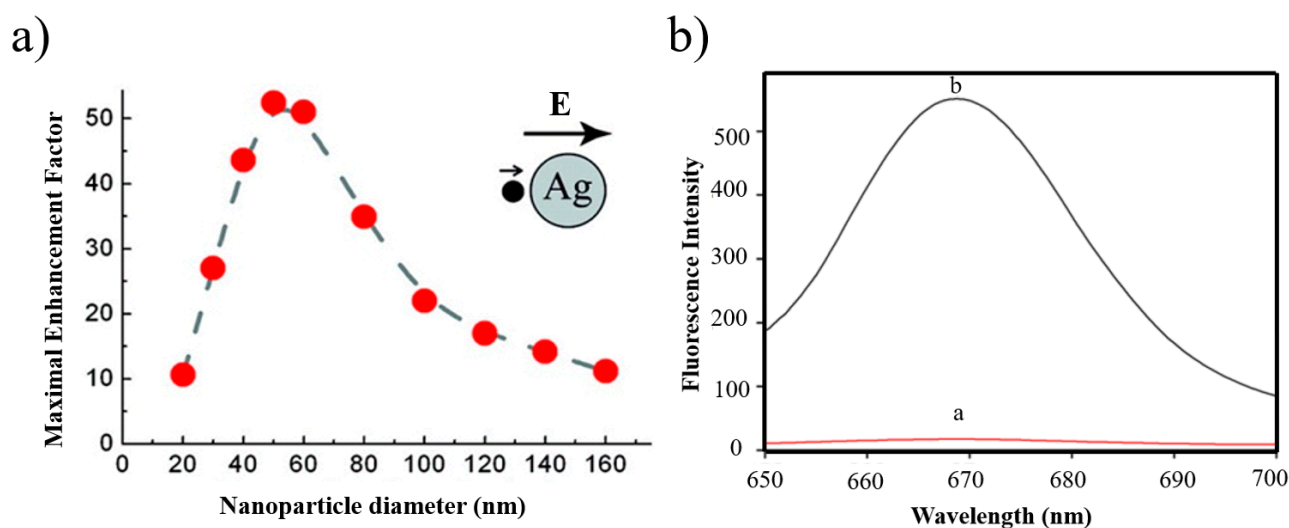 a)
Maximal Enhancement Factor
50
40
30
20
10
0
E
Ag
0 20 40 60 80 100 120 140 160
Nanoparticle diameter (nm)
b)
Fluorescence Intensity
500
400
300
200
100
0
b
a
650 660 670 680 690 700
Wavelength (nm)